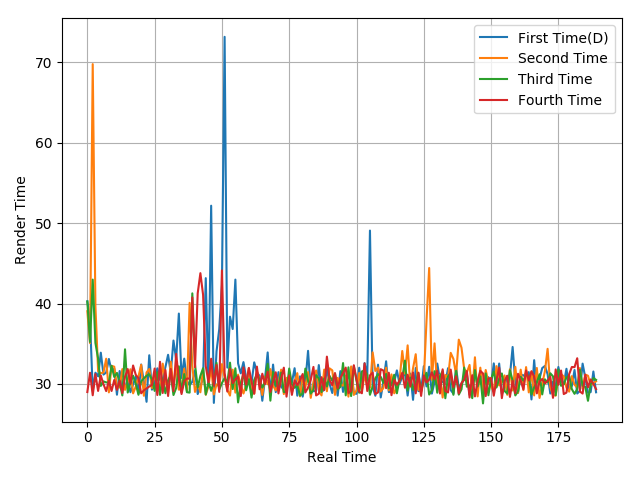 First Time(D)
Second Time
Third Time
Fourth Time
70
60
50
40
30
Render Time
0 25 50 75 100 125 150 175
Real Time